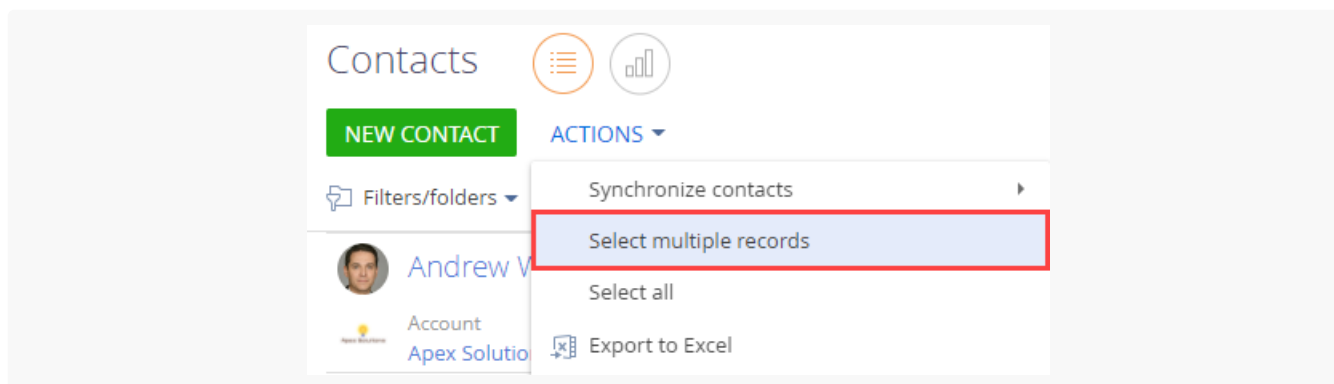 Contacts
NEW CONTACT
ACTIONS
Filters/folders
Synchronize contacts
Select multiple records
Select all
Export to Excel
Andrew
Account
Apex Solutio